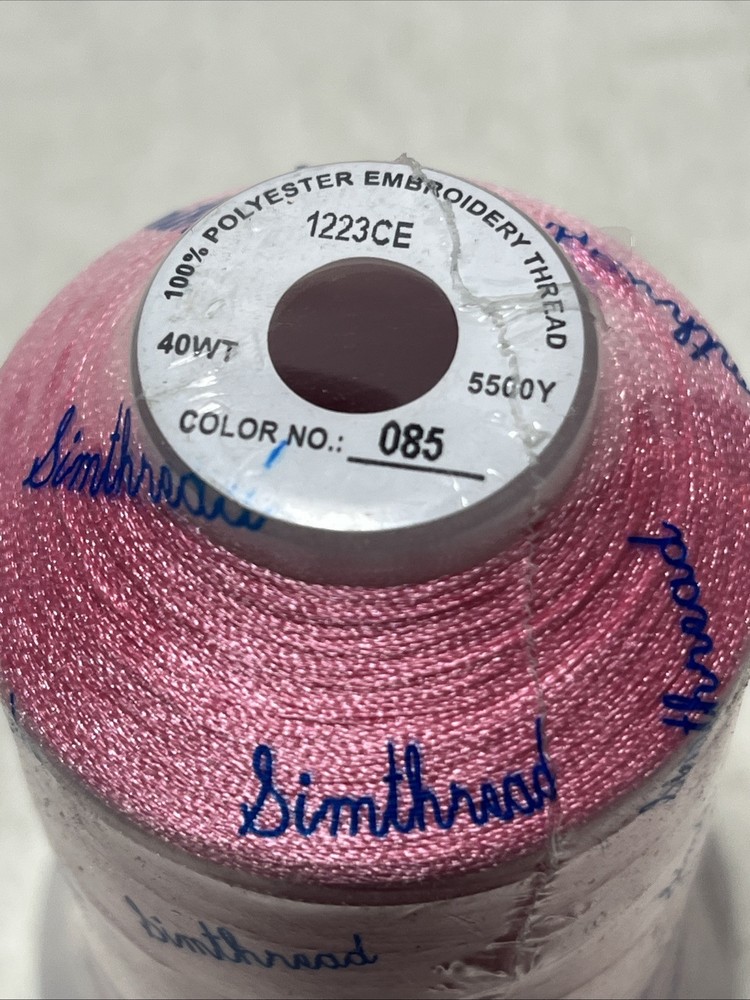 100% POLYESTER EMBROIDERY THREAD
1223CE
40WT
5500Y
COLOR NO.: 085
Simthread
Simthread
thread
Simthread